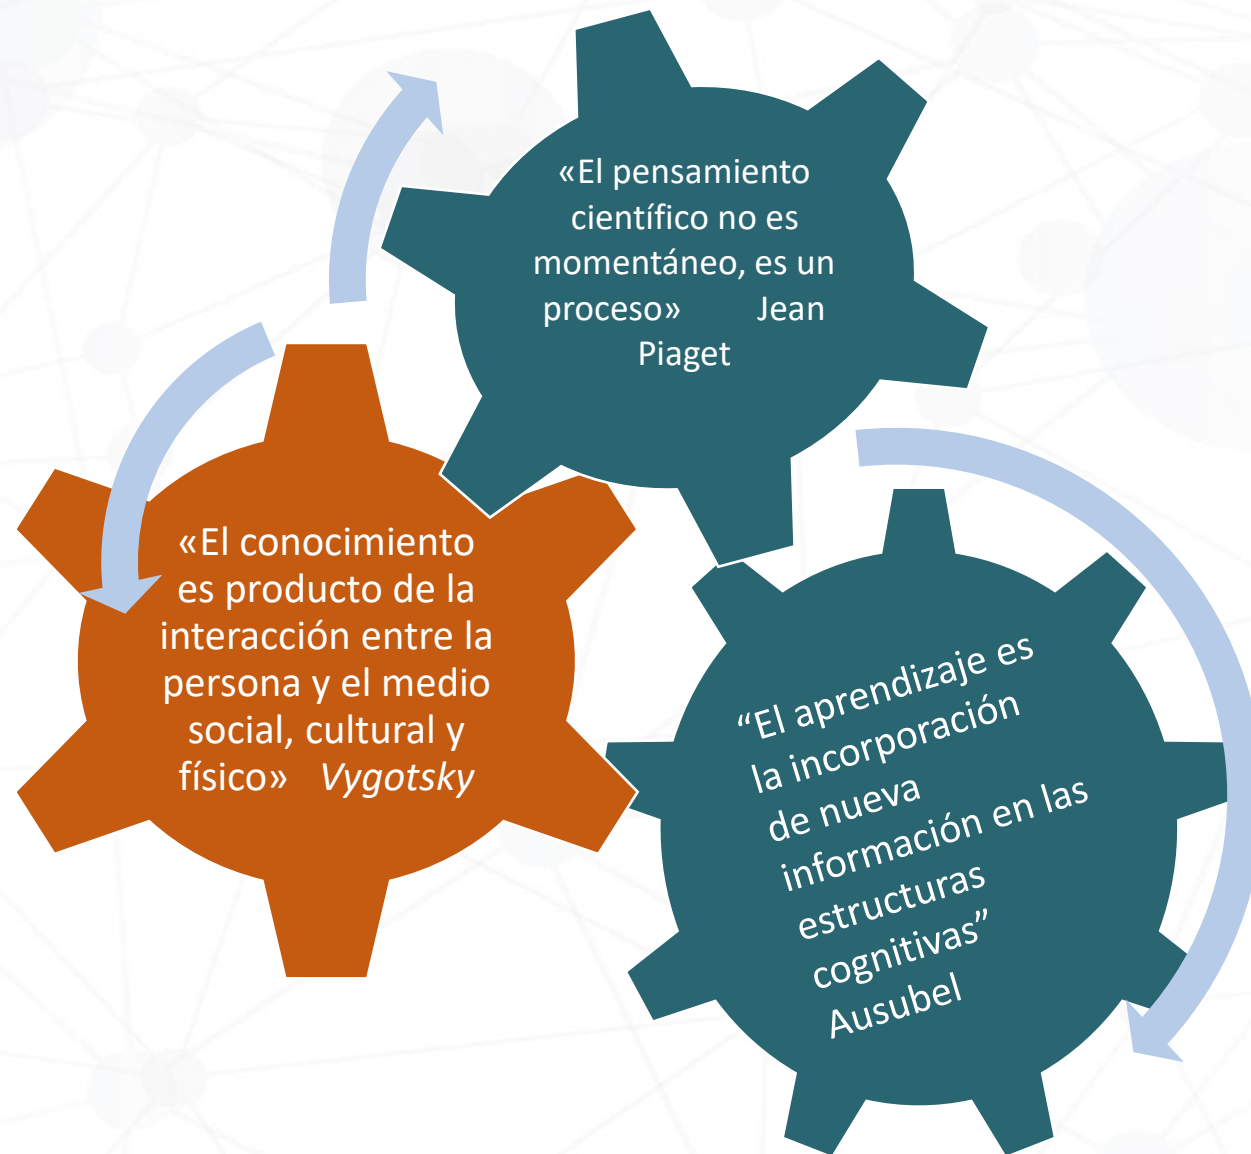 «El pensamiento
científico no es
momentáneo, es un
proceso» Jean
Piaget
«El conocimiento
es producto de la
interacción entre la
persona y el medio
social, cultural y
físico» Vygotsky
“El aprendizaje es
la incorporación
de nueva
información en las
estructuras
cognitivas”
Ausubel